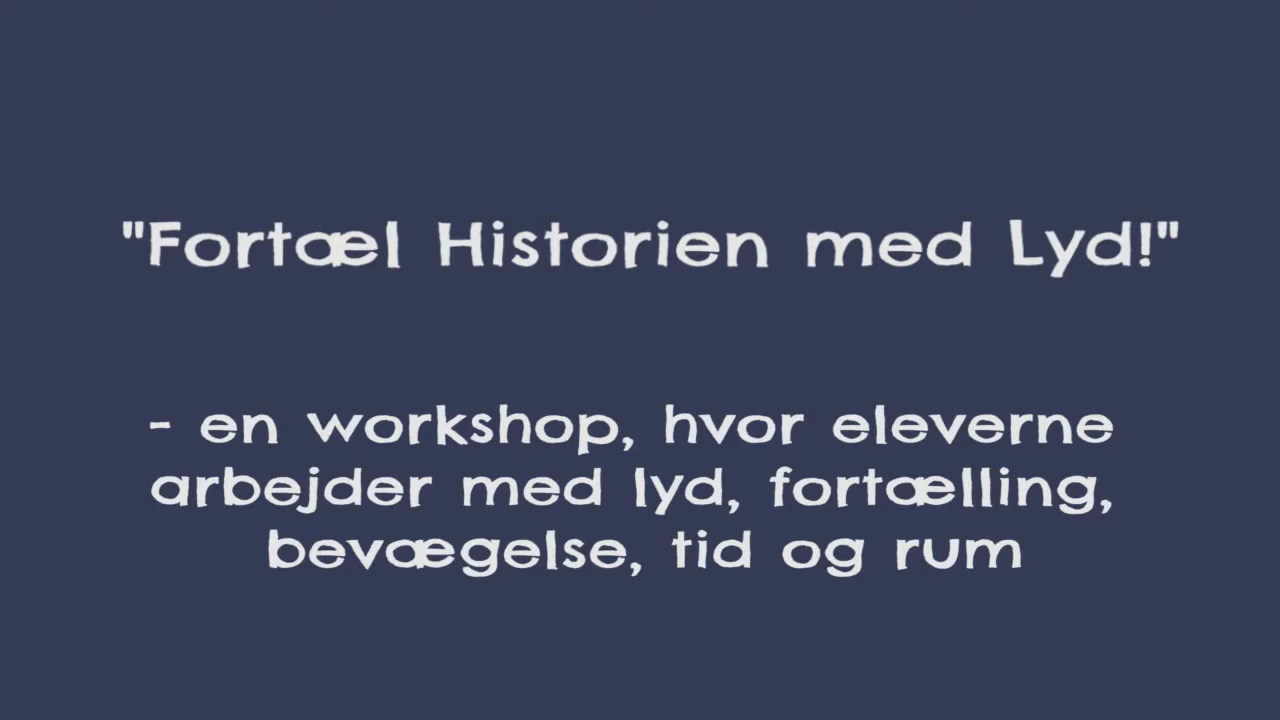 "Fortæl Historien med Lyd!"
- en workshop, hvor eleverne
arbejder med lyd, fortælling,
bevægelse, tid og rum